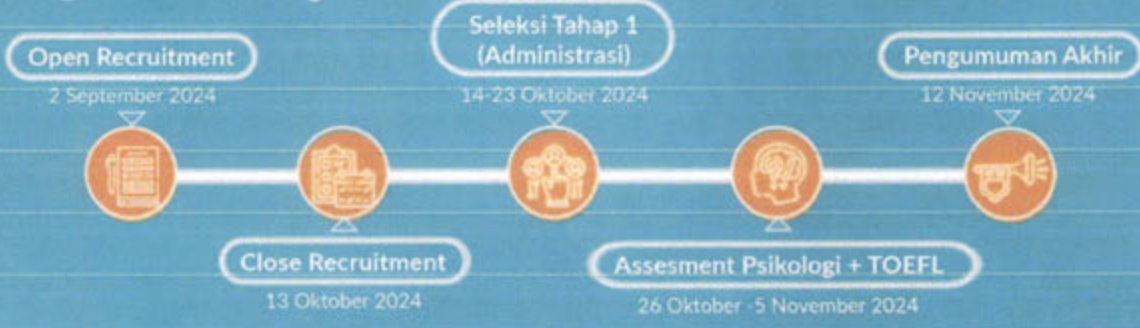 Open Recruitment
2 September 2024
Close Recruitment
13 Oktober 2024
Seleksi Tahap 1
(Administrasi)
14-23 Oktober 2024
Assesment Psikologi + TOEFL
26 Oktober -5 November 2024
Pengumuman Akhir
12 November 2024